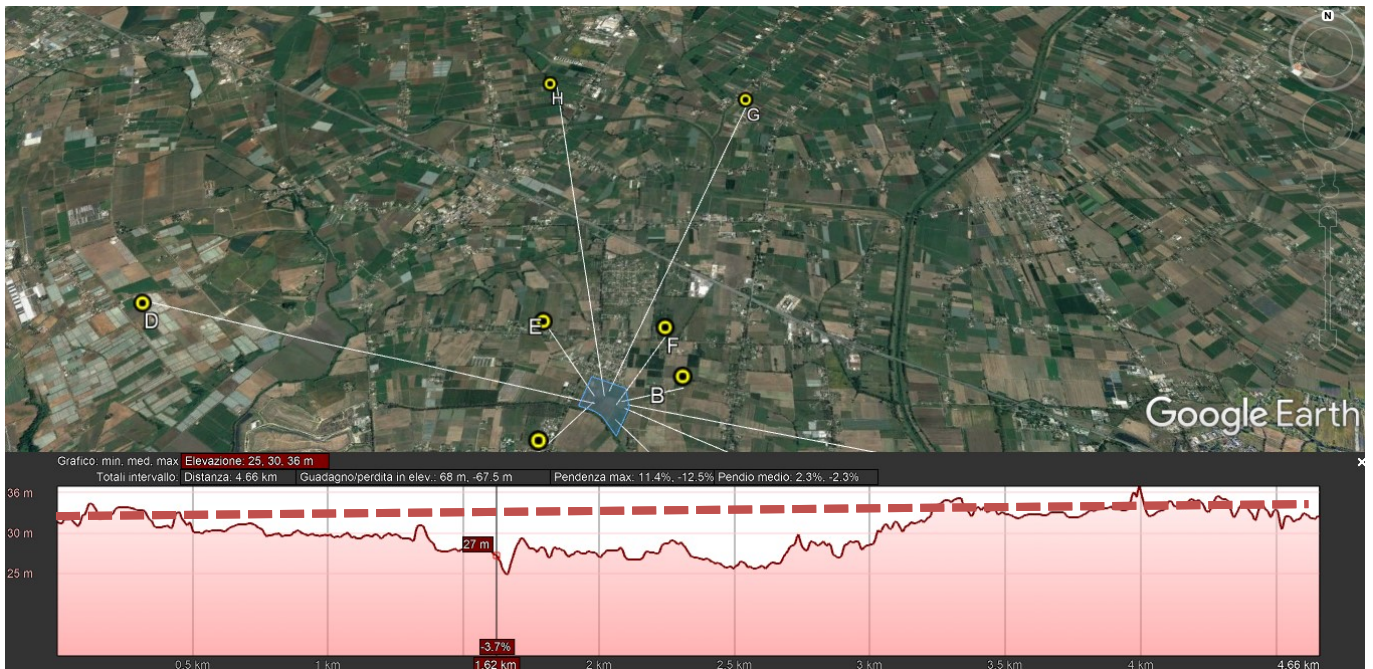 N
H
G
D
E
F
B
Google Earth
Grafico: min. med. max Elevazione: 25, 30, 36 m
Totali intervallo: Distanza: 4.66 km Guadagno/perdita in elev.: 68 m, -67.5 m Pendenza max: 11.4%, -12.5% Pendio medio: 2.3%, -2.3%
36 m
30 m
27 m
25 m
-3.7%
0.5 km 1 km 1.62 km 2 km 2.5 km 3 km 3.5 km 4 km 4.66 km